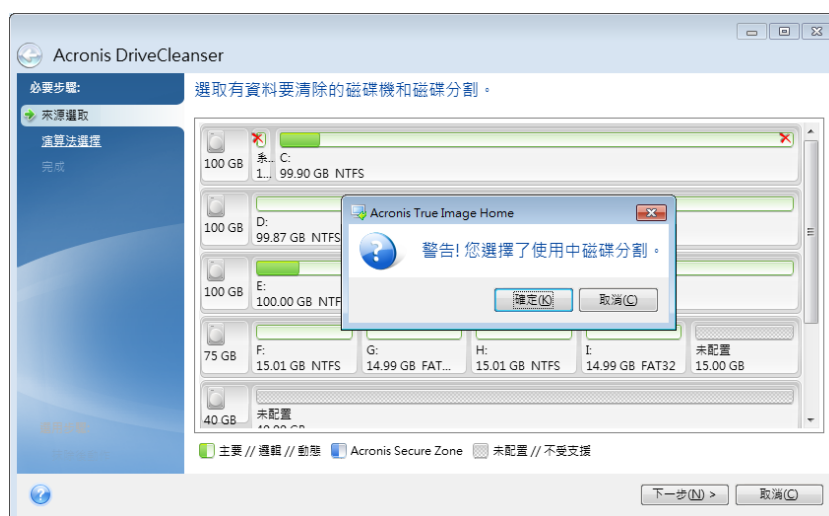 Acronis DriveCleanser
必要步驟:
來源選取
演算法選擇
完成
選取有資料要清除的磁碟機和磁碟分割。
100 GB
系...
1...
C:
99.90 GB NTFS
100 GB
D:
99.87 GB NTFS
100 GB
E:
100.00 GB NTF
Acronis True Image Home
警告! 您選擇了使用中磁碟分割。
確定(K)
取消(C)
75 GB
F:
15.01 GB NTFS
G:
14.99 GB FAT...
H:
15.01 GB NTFS
I:
14.99 GB FAT32
未配置
15.00 GB
40 GB
未配置
主要 // 邏輯 // 動態
Acronis Secure Zone
未配置 // 不受支援
下一步(N) >
取消(C)